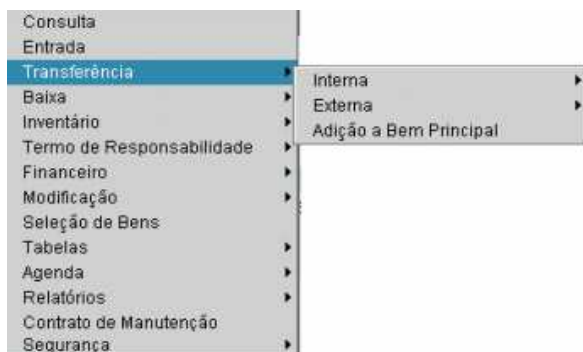 Consulta
Entrada
Transferência
Baixa
Inventário
Termo de Responsabilidade
Financeiro
Modificação
Seleção de Bens
Tabelas
Agenda
Relatórios
Contrato de Manutenção
Segurança
Interna
Externa
Adição a Bem Principal